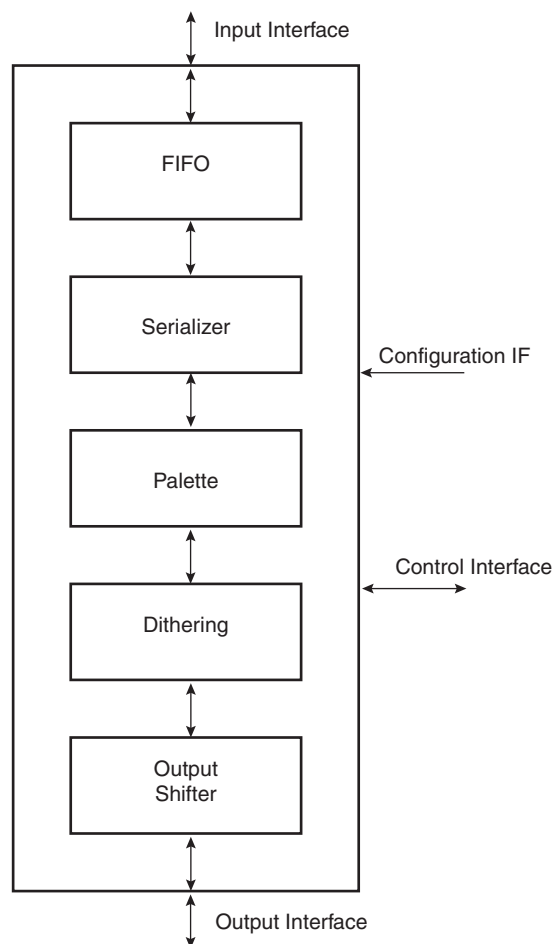 Input Interface
FIFO
Serializer
Configuration IF
Palette
Control Interface
Dithering
Output
Shifter
Output Interface